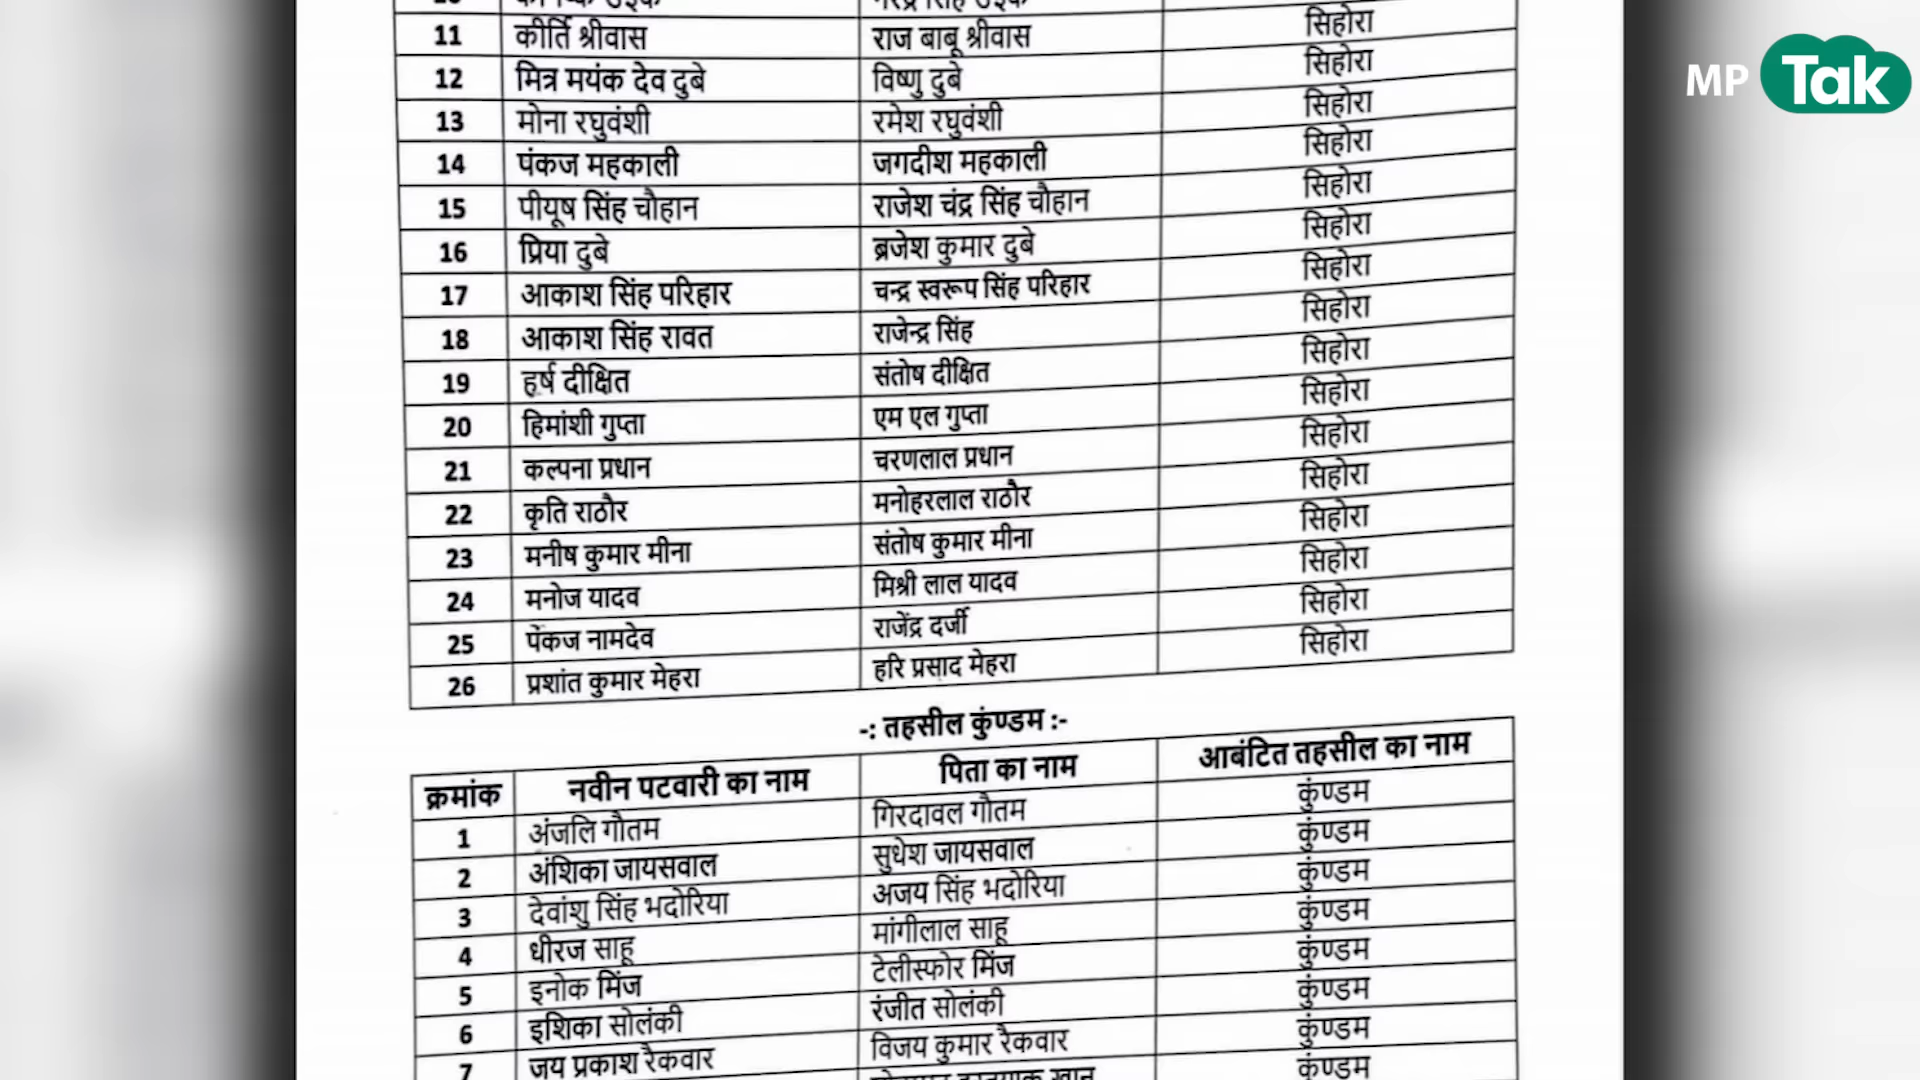 MP Tak
11 कीर्ति श्रीवास राज बाबू श्रीवास सिहोरा
12 मित्र मयंक देव दुबे विष्णु दुबे सिहोरा
13 मोना रघुवंशी रमेश रघुवंशी सिहोरा
14 पंकज महकाली जगदीश महकाली सिहोरा
15 पीयूष सिंह चौहान राजेश चंद्र सिंह चौहान सिहोरा
16 प्रिया दुबे ब्रजेश कुमार दुबे सिहोरा
17 आकाश सिंह परिहार चन्द्र स्वरूप सिंह परिहार सिहोरा
18 आकाश सिंह रावत राजेन्द्र सिंह सिहोरा
19 हर्ष दीक्षित संतोष दीक्षित सिहोरा
20 हिमांशी गुप्ता एम एल गुप्ता सिहोरा
21 कल्पना प्रधान चरणलाल प्रधान सिहोरा
22 कृति राठौर मनोहरलाल राठौर सिहोरा
23 मनीष कुमार मीना संतोष कुमार मीना सिहोरा
24 मनोज यादव मिश्री लाल यादव सिहोरा
25 पेंकज नामदेव राजेंद्र दर्जी सिहोरा
26 प्रशांत कुमार मेहरा हरि प्रसाद मेहरा सिहोरा
-: तहसील कुंण्डम :-
क्रमांक नवीन पटवारी का नाम पिता का नाम आबंटित तहसील का नाम
1 अंजलि गौतम गिरदावल गौतम कुंण्डम
2 अंशिका जायसवाल सुधेश जायसवाल कुंण्डम
3 देवांशु सिंह भदोरिया अजय सिंह भदोरिया कुंण्डम
4 धीरज साहू मांगीलाल साहू कुंण्डम
5 इनोक मिंज टेलीस्फोर मिंज कुंण्डम
6 इशिका सोलंकी रंजीत सोलंकी कुंण्डम
7 जय प्रकाश रैकवार विजय कुमार रैकवार कुंण्डम
कुंण्डम